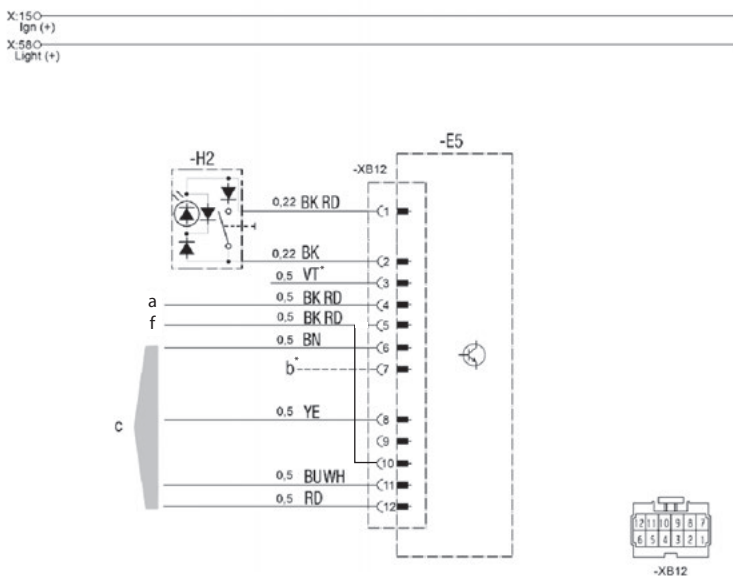 X:15
Ign (+)
X:58
Light (+)
-E5
-H2
-XB12
0,22 BK RD
1
0,22 BK
2
0,5 VT*
3
a
0,5 BK RD
4
f
0,5 BK RD
5
0,5 BN
6
b*
7
c
0,5 YE
8
9
10
0,5 BU WH
11
0,5 RD
12
12 11 10 9 8 7
6 5 4 3 2 1
-XB12